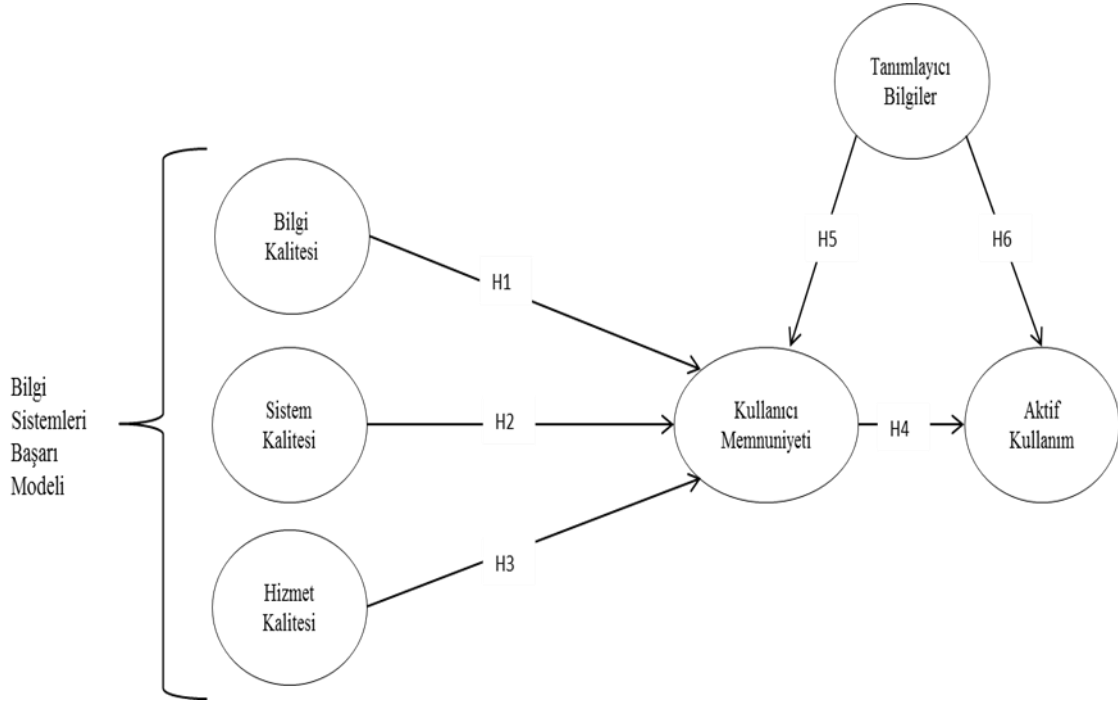 Tanımlayıcı
Bilgiler
Bilgi
Kalitesi
H1
H5
H6
Bilgi
Sistemleri
Başarı
Modeli
Sistem
Kalitesi
H2
Kullanıcı
Memnuniyeti
H4
Aktif
Kullanım
H3
Hizmet
Kalitesi